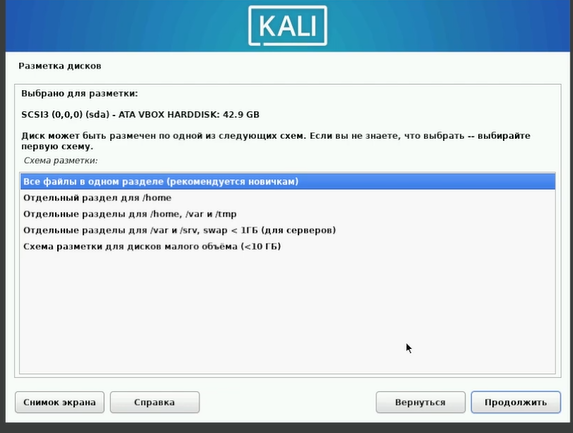 KALI
Разметка дисков
Выбрано для разметки:
SCSI3 (0,0,0) (sda) - ATA VBOX HARDDISK: 42.9 GB
Диск может быть размечен по одной из следующих схем. Если вы не знаете, что выбрать -- выбирайте
первую схему.
Схема разметки:
Все файлы в одном разделе (рекомендуется новичкам)
Отдельный раздел для /home
Отдельные разделы для /home, /var и /tmp
Отдельные разделы для /var и /srv, swap < 1ГБ (для серверов)
Схема разметки для дисков малого объёма (<10 ГБ)
Снимок экрана
Справка
Вернуться
Продолжить